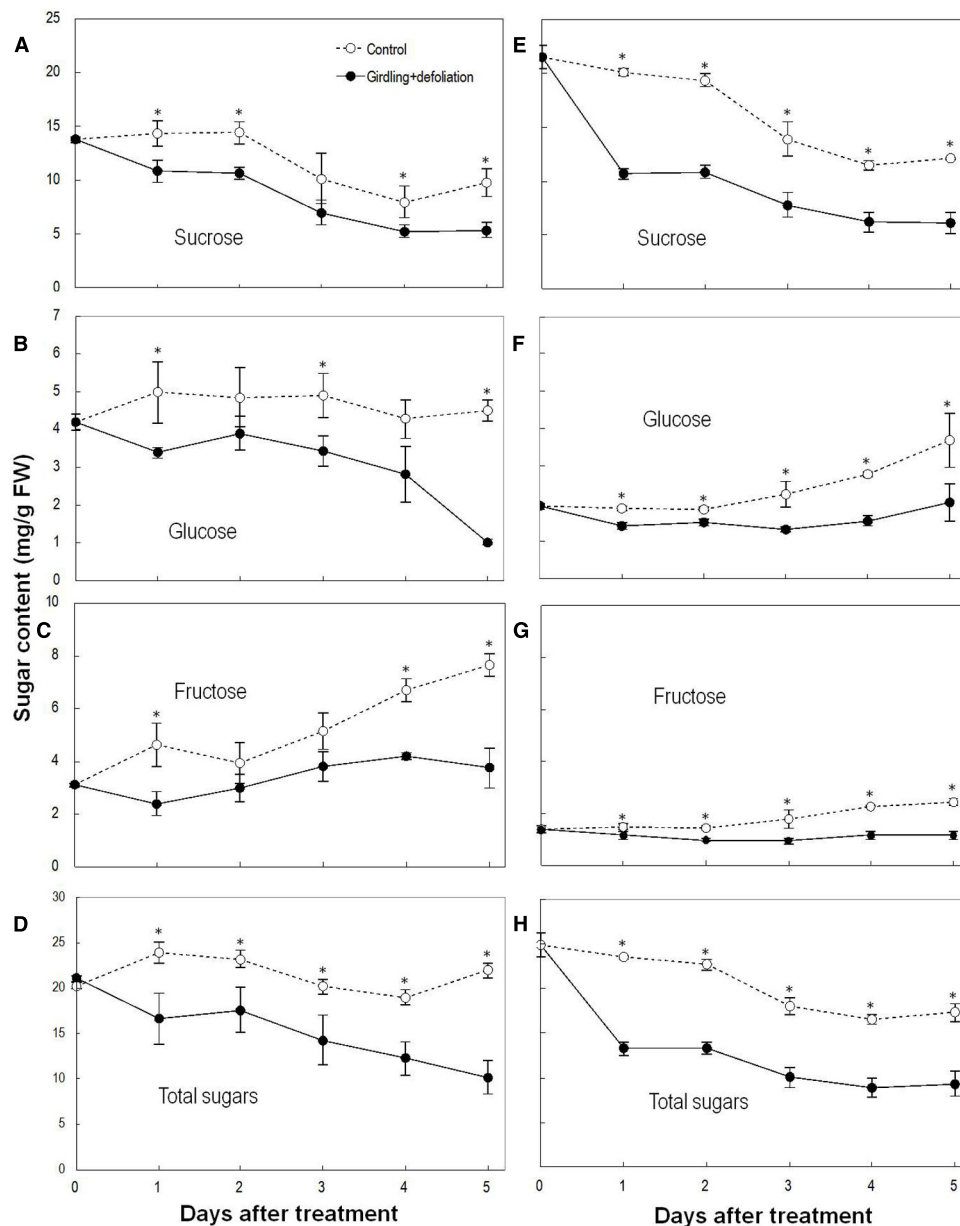 A
25
20
15
10
5
0
Control
Girdling+defoliation
*
*
*
*
Sucrose
E
*
*
*
*
*
Sucrose
B
7
6
5
4
3
2
1
0
*
*
*
Glucose
F
*
*
*
*
*
Glucose
Sugar content (mg/g FW)
C
10
8
6
4
2
0
*
*
*
Fructose
G
*
*
*
*
*
Fructose
D
30
25
20
15
10
5
0
*
*
*
*
*
Total sugars
0 1 2 3 4 5
Days after treatment
H
*
*
*
*
*
Total sugars
0 1 2 3 4 5
Days after treatment